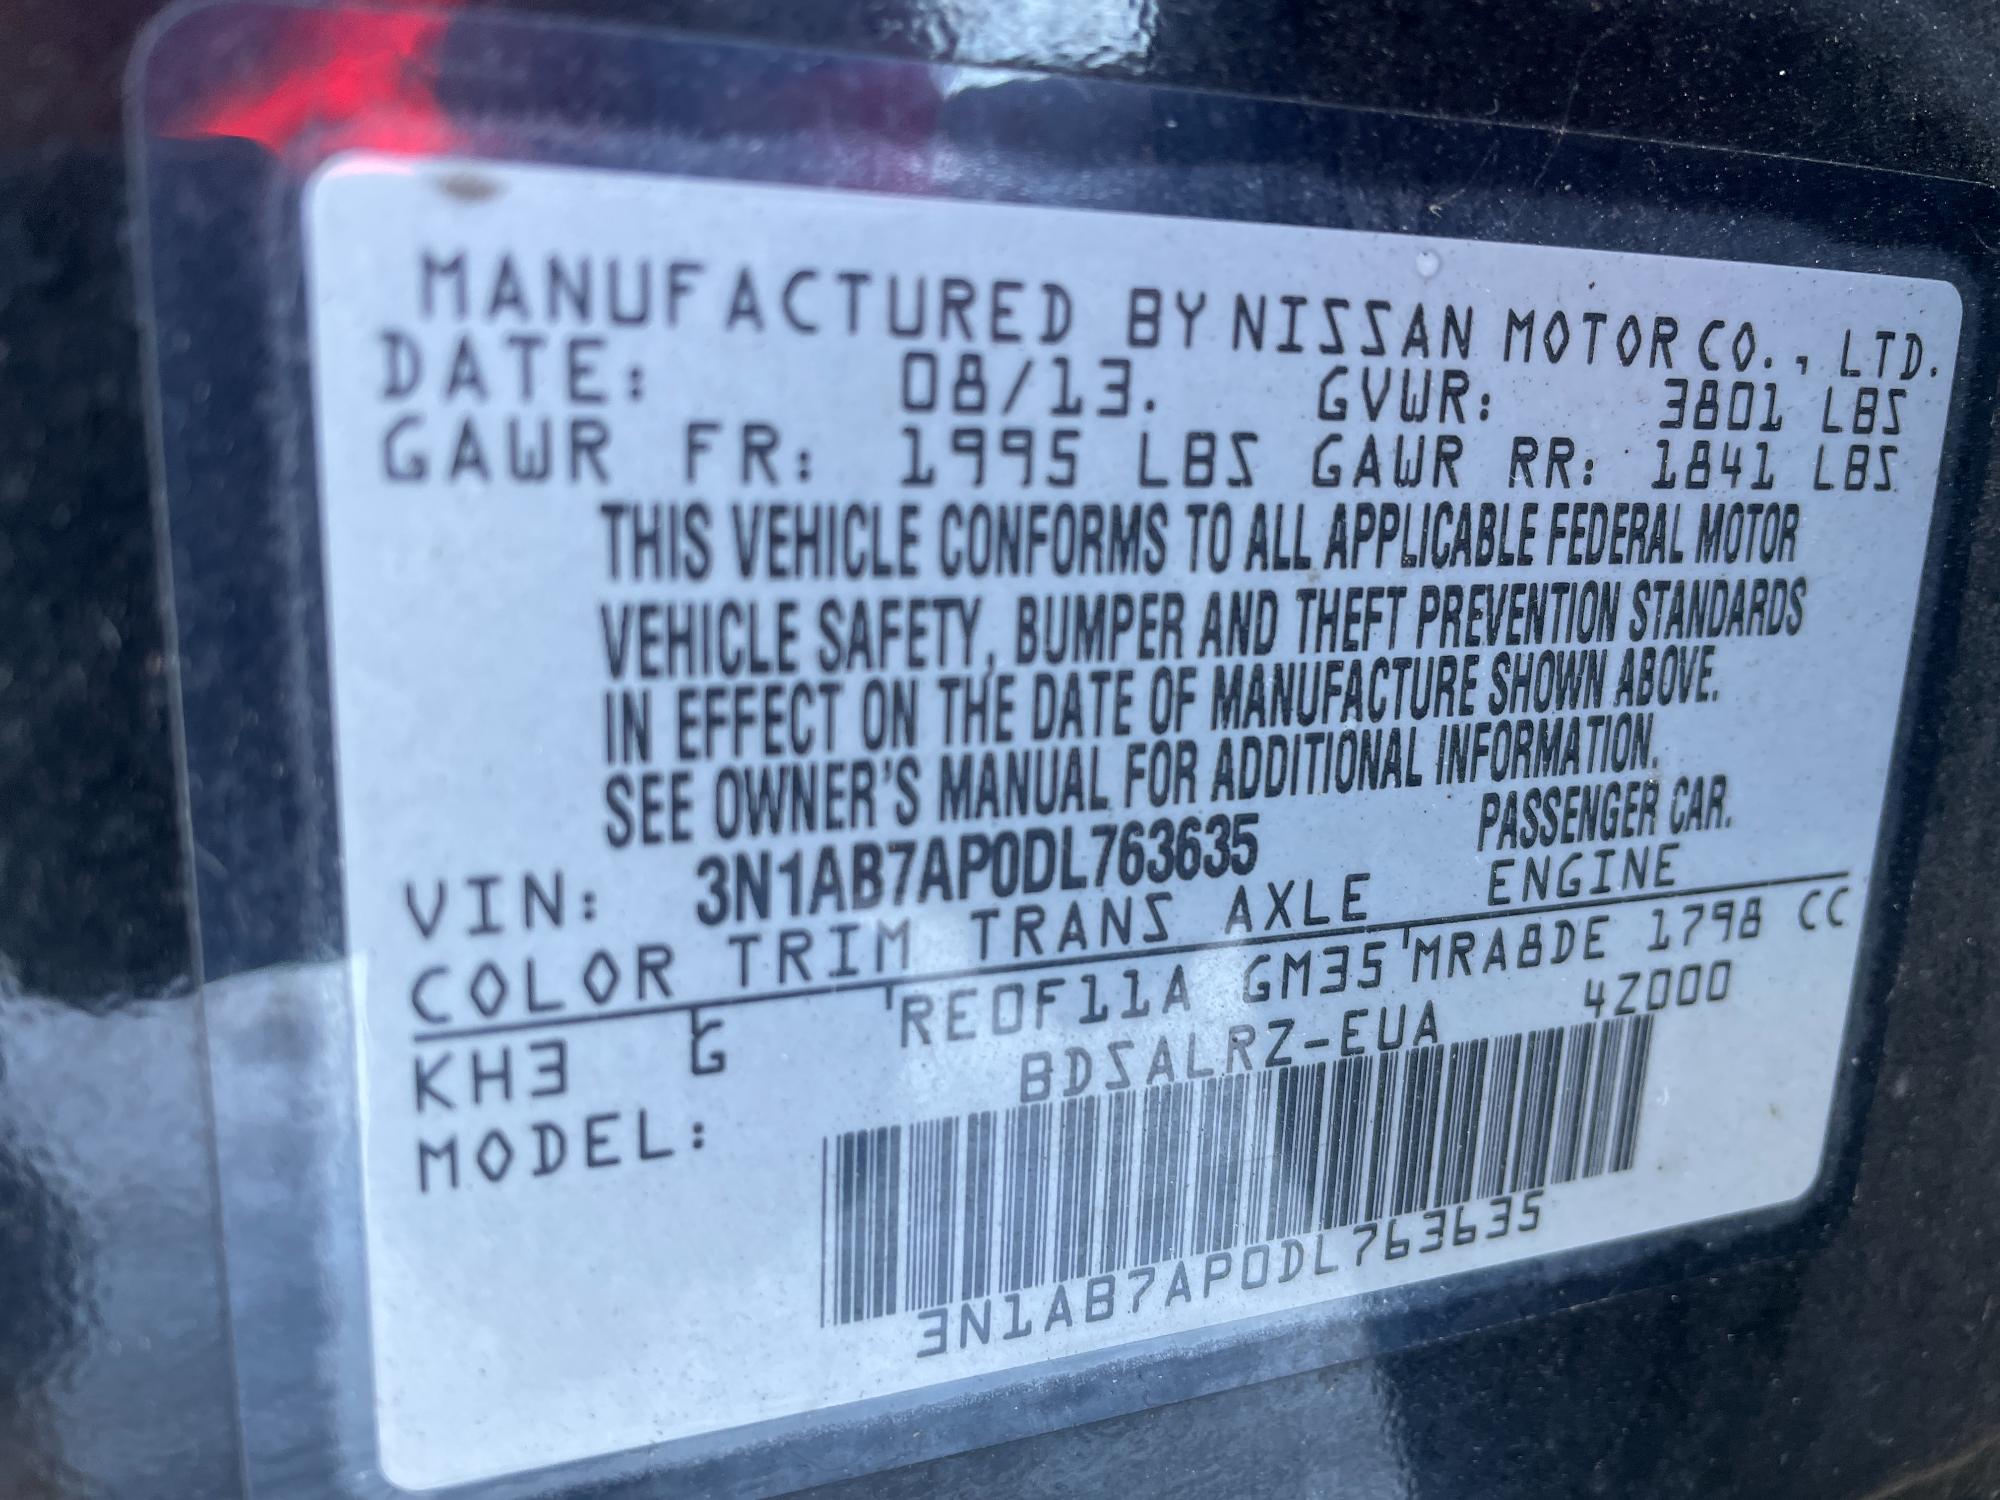 MANUFACTURED BY NISSAN MOTOR CO., LTD.
DATE: 08/13. GVWR: 3801 LBS
GAWR FR: 1995 LBS GAWR RR: 1841 LBS
THIS VEHICLE CONFORMS TO ALL APPLICABLE FEDERAL MOTOR
VEHICLE SAFETY, BUMPER AND THEFT PREVENTION STANDARDS
IN EFFECT ON THE DATE OF MANUFACTURE SHOWN ABOVE.
SEE OWNER'S MANUAL FOR ADDITIONAL INFORMATION.
VIN: 3N1AB7AP0DL763635 PASSENGER CAR.
COLOR TRIM TRANS AXLE ENGINE
KH3 G RE0F11A GM35 MRA8DE 1798 CC
MODEL: BDSALRZ-EUA 4Z000
3N1AB7AP0DL763635